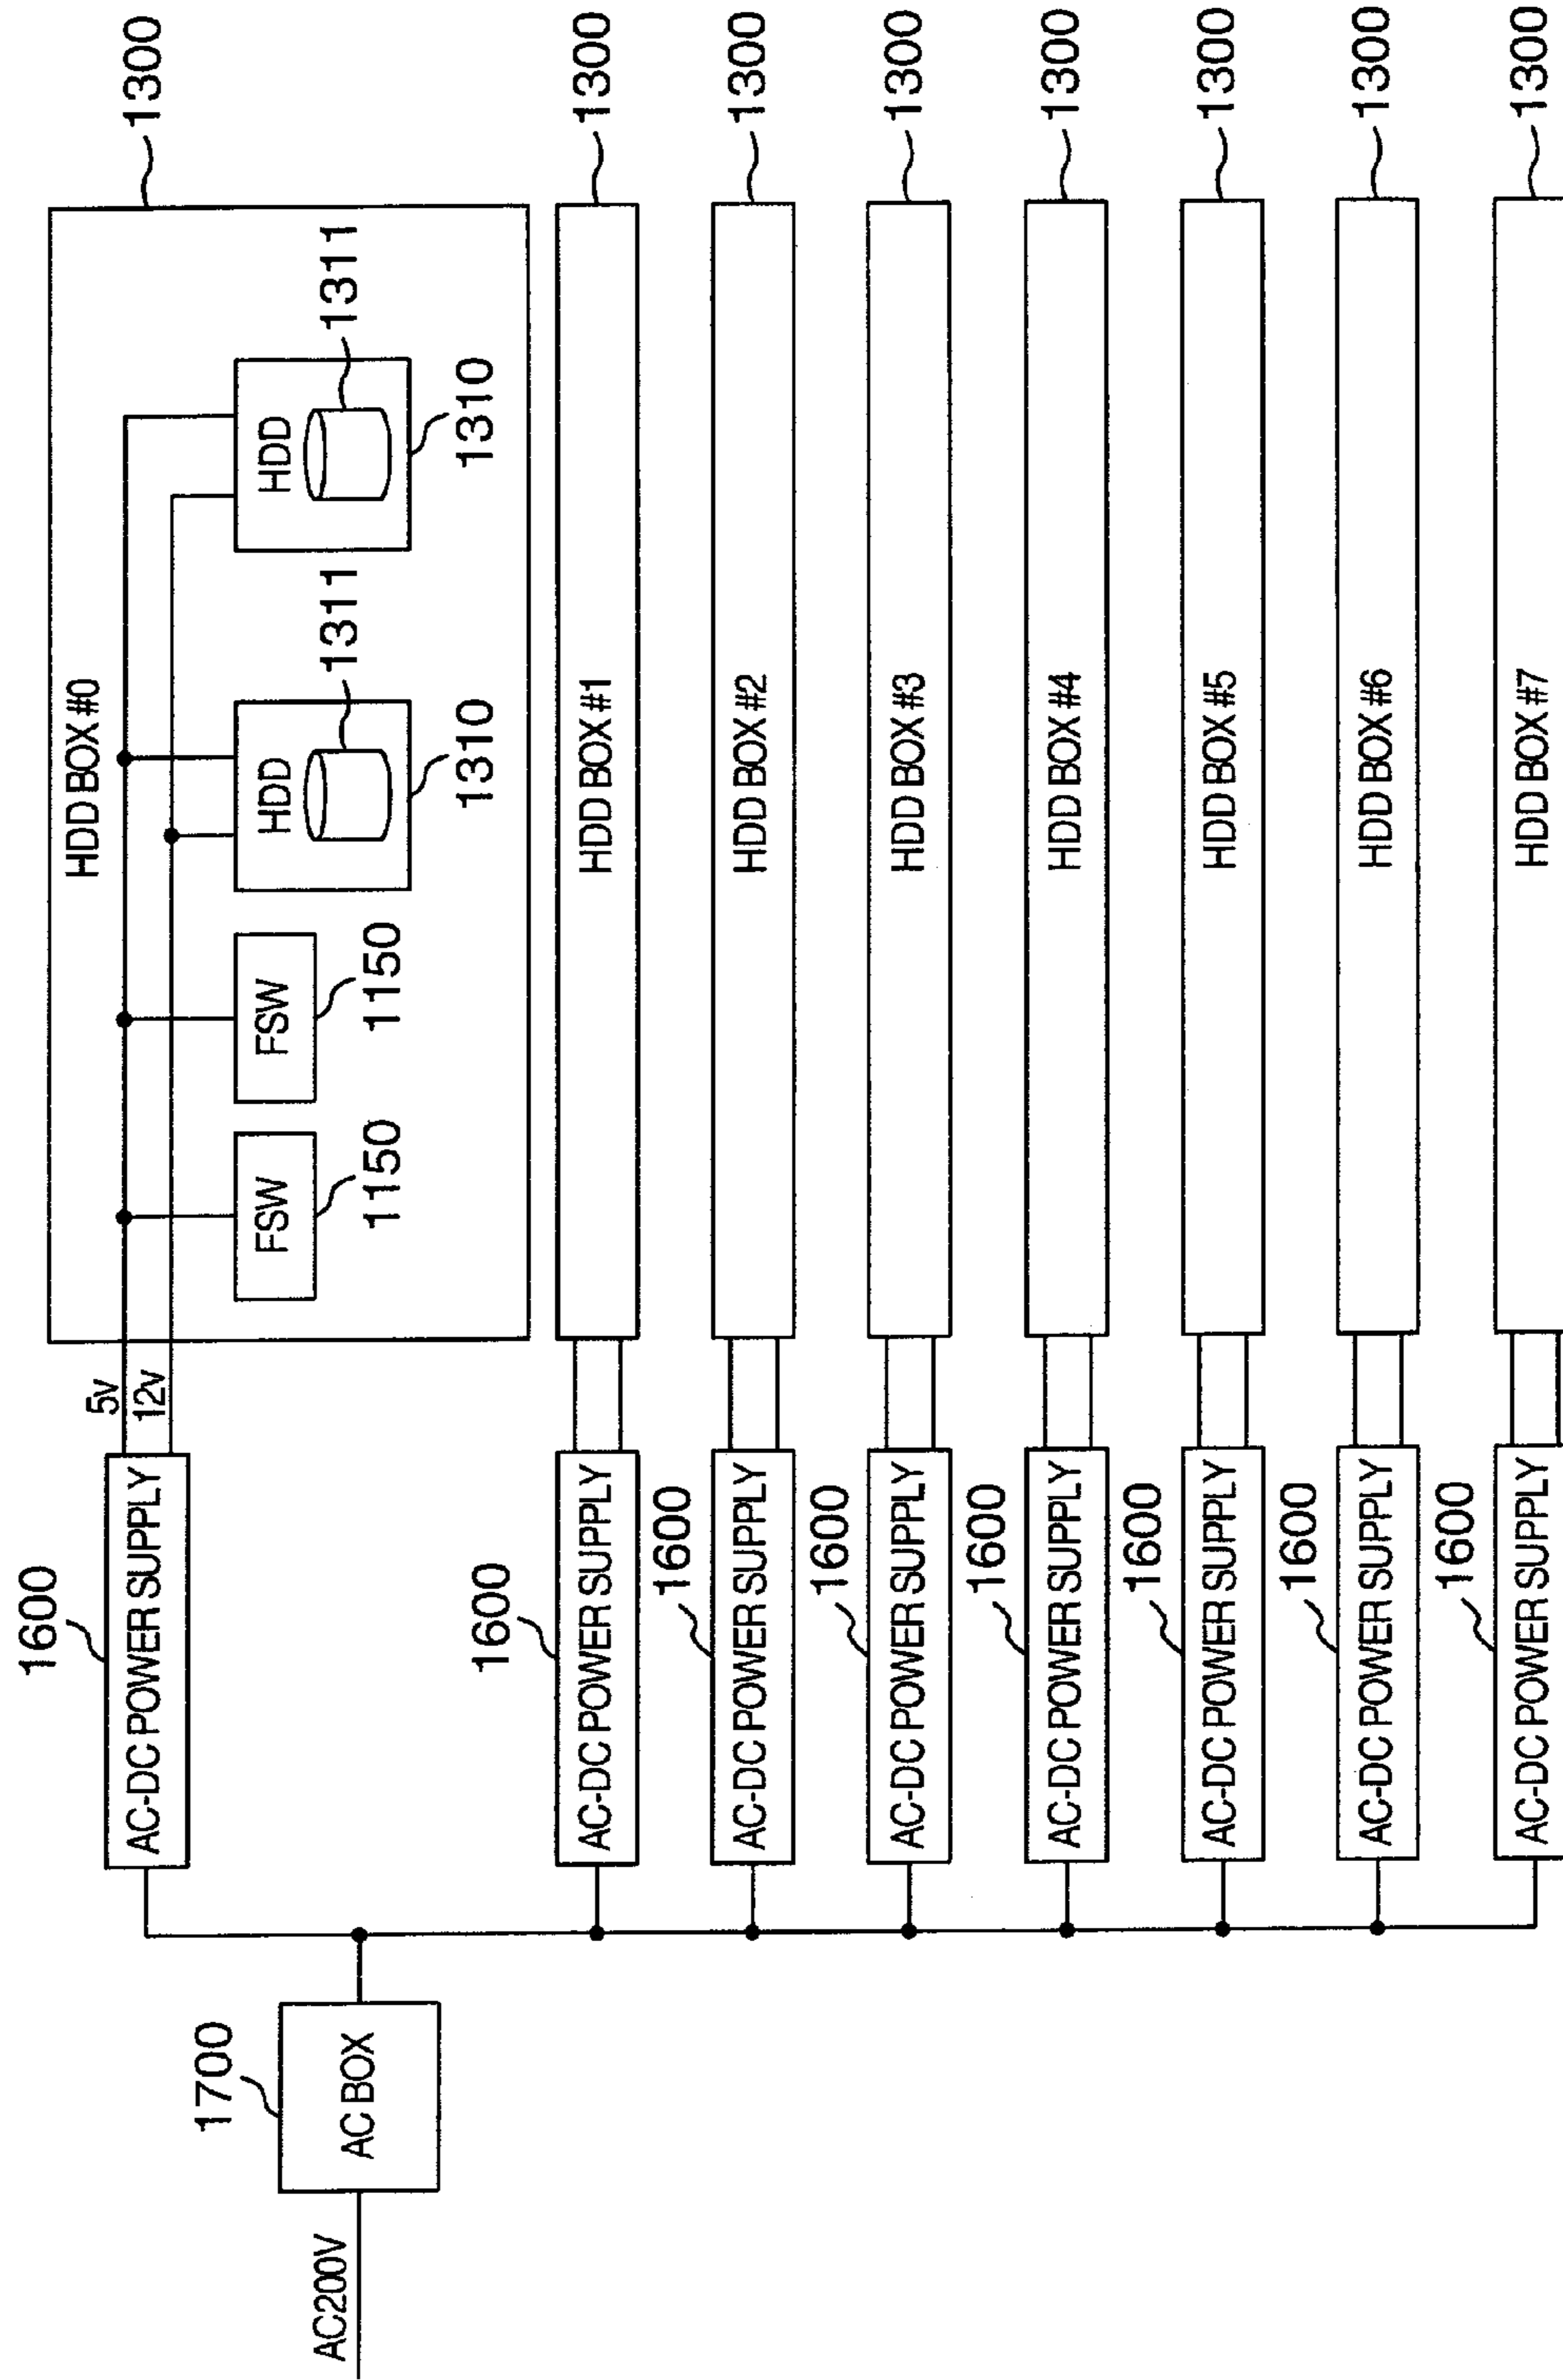 1600
AC-DC POWER SUPPLY
5v
12v
HDD BOX #0
1300
FSW
1150
FSW
1150
HDD
1311
1310
HDD
1311
1310
1700
AC BOX
AC200V
1600
AC-DC POWER SUPPLY
HDD BOX #1
1300
1600
AC-DC POWER SUPPLY
HDD BOX #2
1300
1600
AC-DC POWER SUPPLY
HDD BOX #3
1300
1600
AC-DC POWER SUPPLY
HDD BOX #4
1300
1600
AC-DC POWER SUPPLY
HDD BOX #5
1300
1600
AC-DC POWER SUPPLY
HDD BOX #6
1300
1600
AC-DC POWER SUPPLY
HDD BOX #7
1300